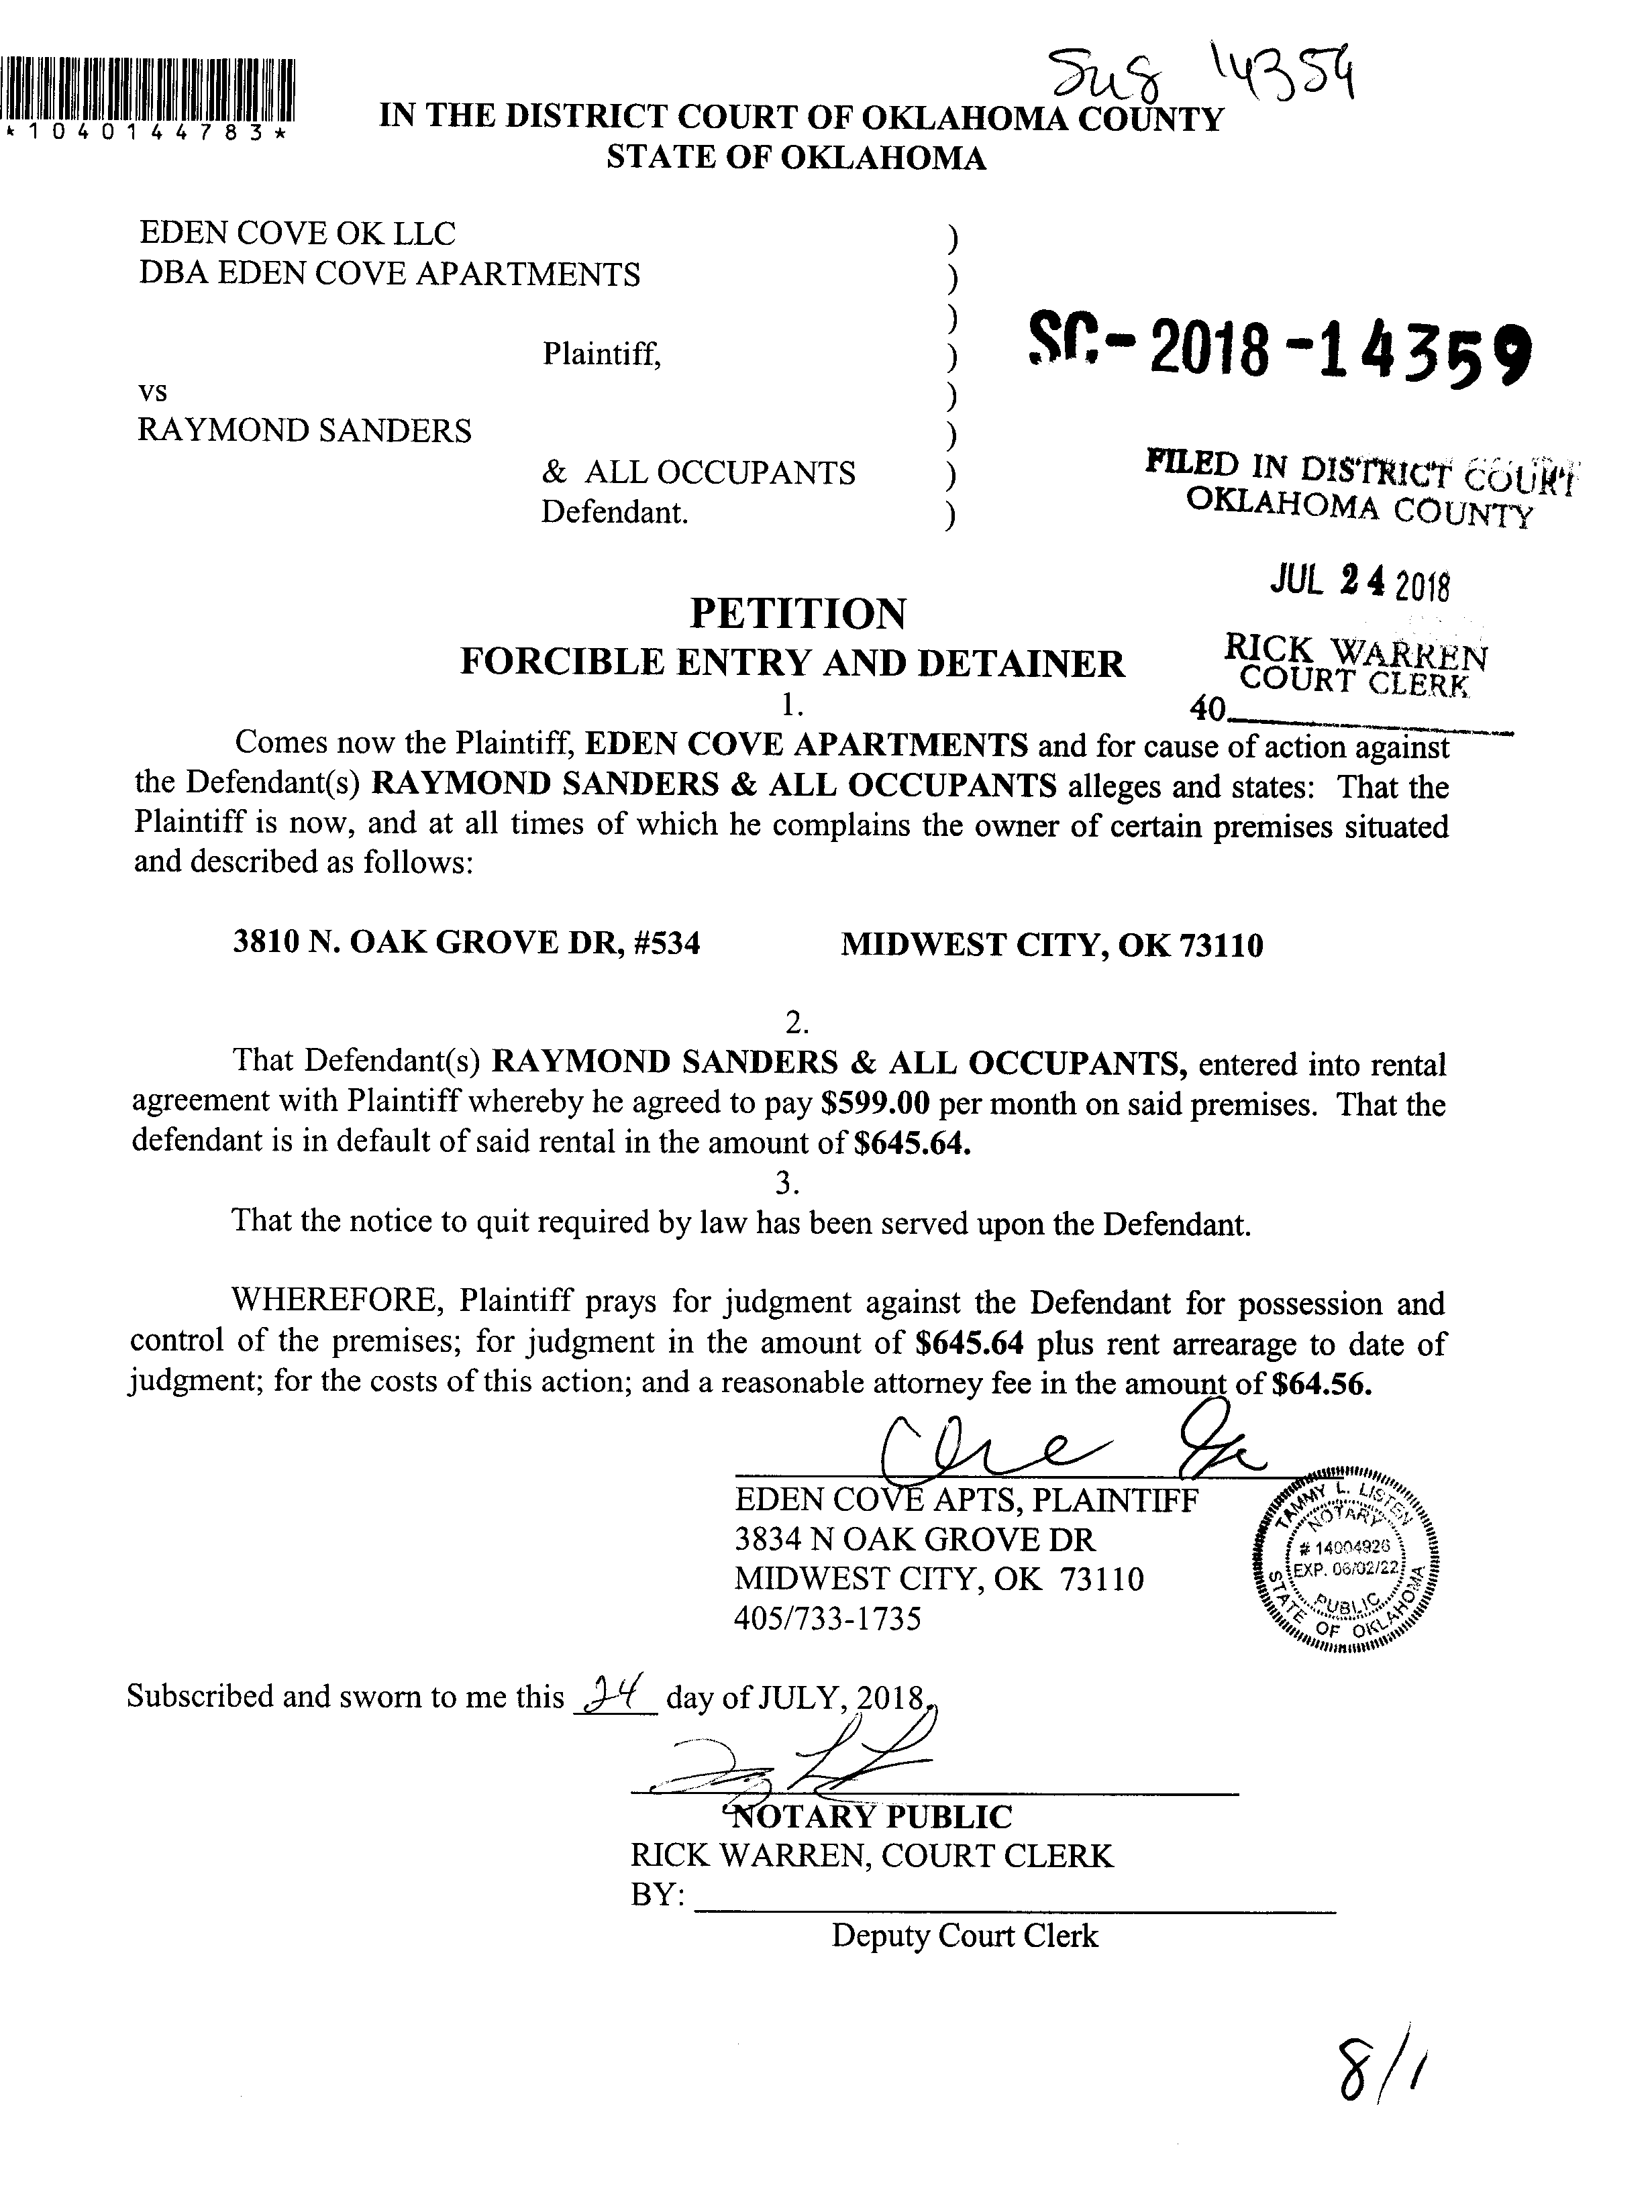 Sug 14359
*1040144783*
IN THE DISTRICT COURT OF OKLAHOMA COUNTY
STATE OF OKLAHOMA
EDEN COVE OK LLC )
DBA EDEN COVE APARTMENTS )
)
Plaintiff, )
SC-2018-14359
vs )
RAYMOND SANDERS )
& ALL OCCUPANTS )
Defendant. )
FILED IN DISTRICT COURT
OKLAHOMA COUNTY
JUL 24 2018
RICK WARREN
COURT CLERK
40
PETITION
FORCIBLE ENTRY AND DETAINER
1.
Comes now the Plaintiff, EDEN COVE APARTMENTS and for cause of action against
the Defendant(s) RAYMOND SANDERS & ALL OCCUPANTS alleges and states: That the
Plaintiff is now, and at all times of which he complains the owner of certain premises situated
and described as follows:
3810 N. OAK GROVE DR, #534 MIDWEST CITY, OK 73110
2.
That Defendant(s) RAYMOND SANDERS & ALL OCCUPANTS, entered into rental
agreement with Plaintiff whereby he agreed to pay $599.00 per month on said premises. That the
defendant is in default of said rental in the amount of $645.64.
3.
That the notice to quit required by law has been served upon the Defendant.
WHEREFORE, Plaintiff prays for judgment against the Defendant for possession and
control of the premises; for judgment in the amount of $645.64 plus rent arrearage to date of
judgment; for the costs of this action; and a reasonable attorney fee in the amount of $64.56.
EDEN COVE APTS, PLAINTIFF
3834 N OAK GROVE DR
MIDWEST CITY, OK 73110
405/733-1735
TAMMY L. LISTEN
NOTARY
# 14004926
EXP. 06/02/22
PUBLIC
STATE OF OKLAHOMA
Subscribed and sworn to me this 24 day of JULY, 2018.
NOTARY PUBLIC
RICK WARREN, COURT CLERK
BY:
Deputy Court Clerk
8/1